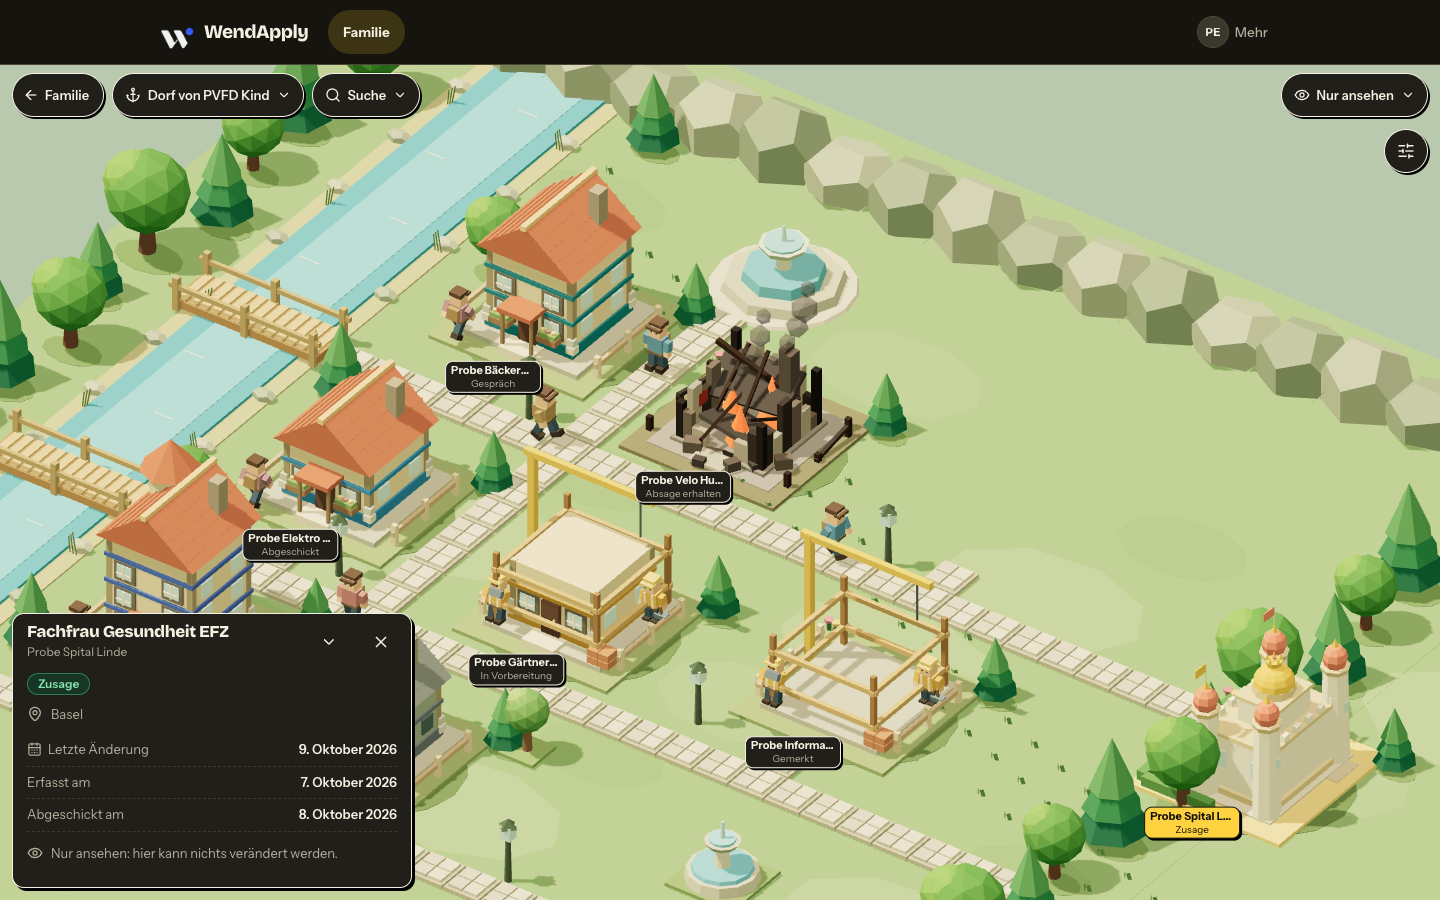 WendApply
Familie
PE
Mehr
Familie
Dorf von PVFD Kind
Suche
Nur ansehen
Probe Bäcker...
Gespräch
Probe Velo Hu...
Absage erhalten
Probe Elektro ...
Abgeschickt
Probe Gärtner...
In Vorbereitung
Probe Informa...
Gemerkt
Probe Spital L...
Zusage
Fachfrau Gesundheit EFZ
Probe Spital Linde
Zusage
Basel
Letzte Änderung 9. Oktober 2026
Erfasst am 7. Oktober 2026
Abgeschickt am 8. Oktober 2026
Nur ansehen: hier kann nichts verändert werden.